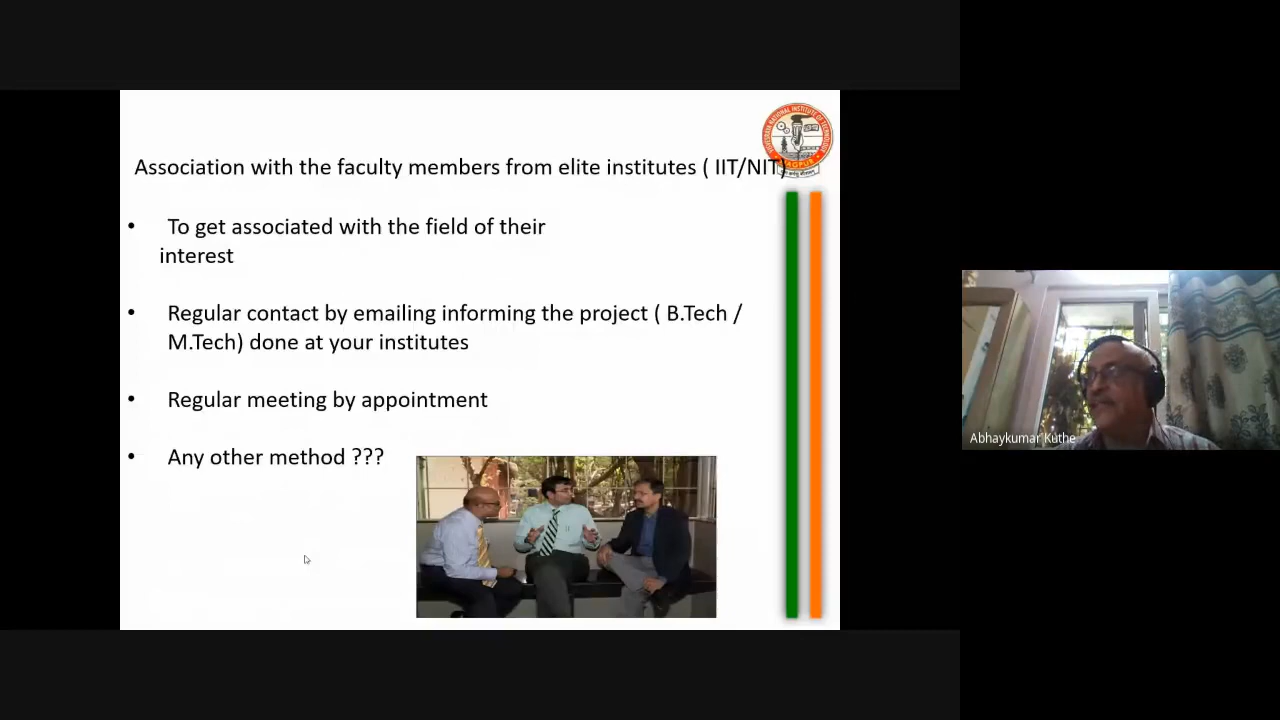 Association with the faculty members from elite institutes ( IIT/NIT)
• To get associated with the field of their
interest
• Regular contact by emailing informing the project ( B.Tech /
M.Tech) done at your institutes
• Regular meeting by appointment
• Any other method ???
Abhaykumar Kuthe